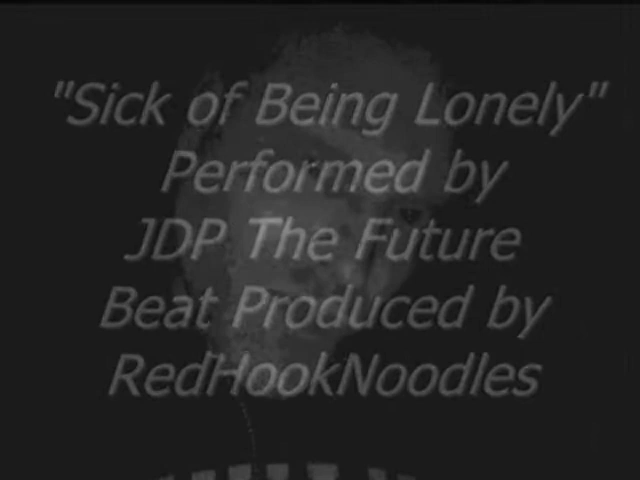 "Sick of Being Lonely"
Performed by
JDP The Future
Beat Produced by
RedHookNoodles